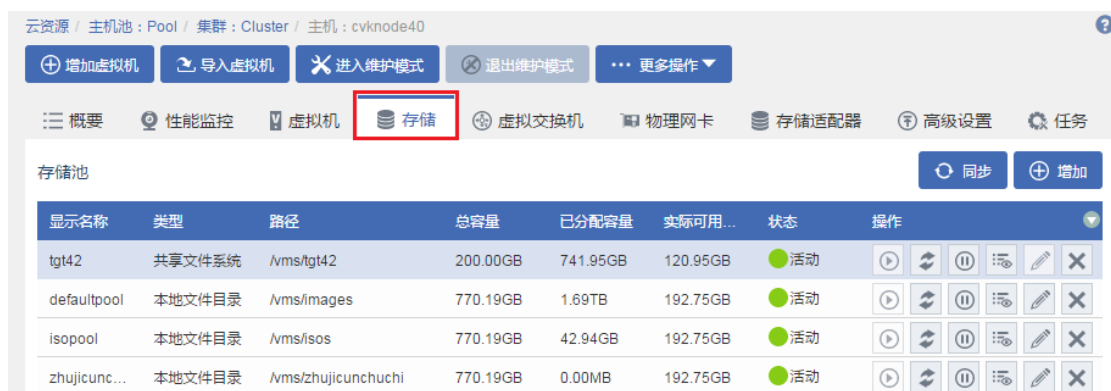 云资源 / 主机池：Pool / 集群：Cluster / 主机：cvknode40
增加虚拟机 导入虚拟机 进入维护模式 退出维护模式 ··· 更多操作
概要 性能监控 虚拟机 存储 虚拟交换机 物理网卡 存储适配器 高级设置 任务
存储池 同步 增加
显示名称 类型 路径 总容量 已分配容量 实际可用... 状态 操作
tgt42 共享文件系统 /vms/tgt42 200.00GB 741.95GB 120.95GB 活动
defaultpool 本地文件目录 /vms/images 770.19GB 1.69TB 192.75GB 活动
isopool 本地文件目录 /vms/isos 770.19GB 42.94GB 192.75GB 活动
zhujicunc... 本地文件目录 /vms/zhujicunchuchi 770.19GB 0.00MB 192.75GB 活动